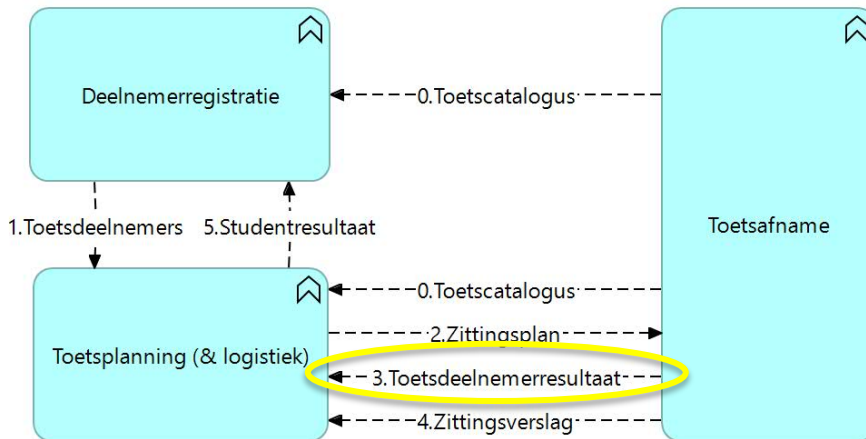 Deelnemerregistratie
0.Toetscatalogus
1.Toetsdeelnemers
5.Studentresultaat
Toetsafname
0.Toetscatalogus
2.Zittingsplan
Toetsplanning (& logistiek)
3.Toetsdeelnemerresultaat
4.Zittingsverslag